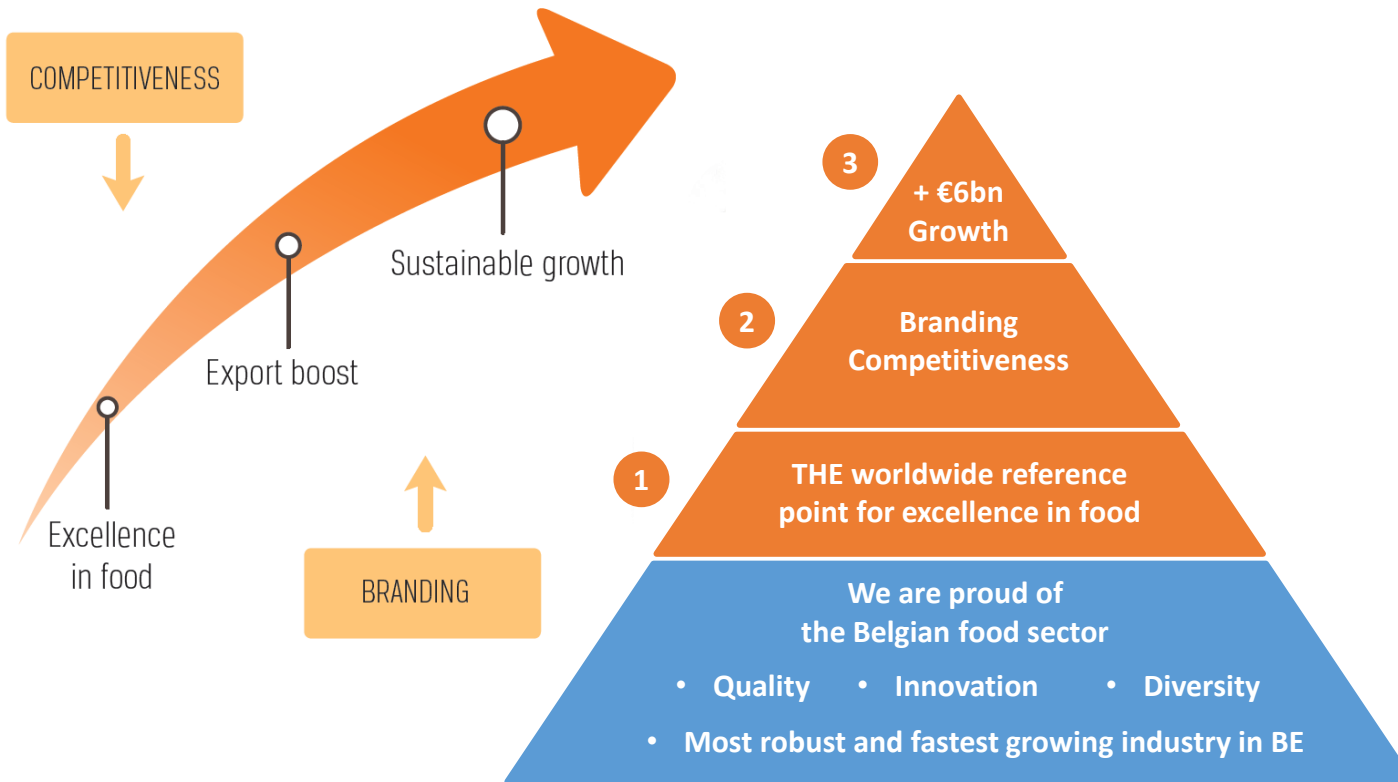 COMPETITIVENESS
Sustainable growth
Export boost
Excellence
in food
BRANDING
3
+ €6bn
Growth
2
Branding
Competitiveness
1
THE worldwide reference
point for excellence in food
We are proud of
the Belgian food sector
• Quality • Innovation • Diversity
• Most robust and fastest growing industry in BE